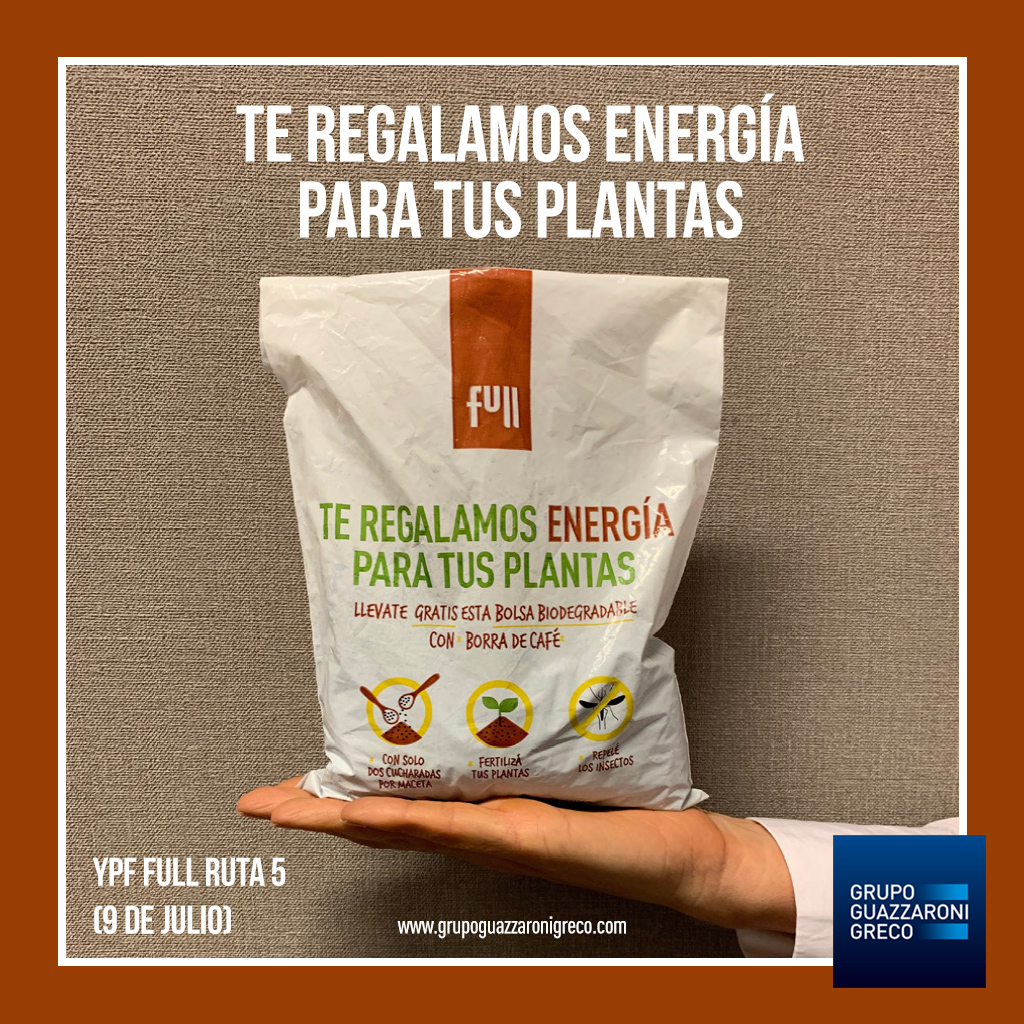 TE REGALAMOS ENERGÍA
PARA TUS PLANTAS
full
TE REGALAMOS ENERGÍA
PARA TUS PLANTAS
LLEVATE GRATIS ESTA BOLSA BIODEGRADABLE
CON BORRA DE CAFÉ
CON SOLO
DOS CUCHARADAS
POR MACETA
FERTILIZÁ
TUS PLANTAS
REPELÉ
LOS INSECTOS
YPF FULL RUTA 5
(9 DE JULIO)
www.grupoguazzaronigreco.com
GRUPO
GUAZZARONI
GRECO